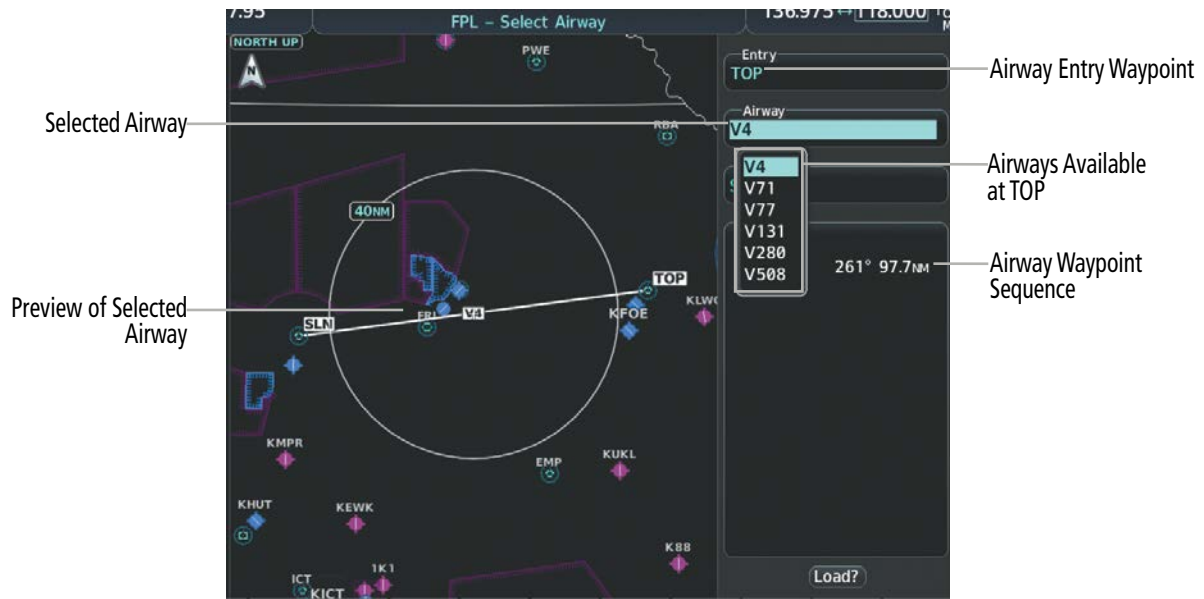 7.95
FPL – Select Airway
136.975 ↔ 118.000
NORTH UP
N
PWE
RBA
40NM
TOP
KLWO
KFOE
V4
FRI
SLN
KMPR
EMP
KUKL
KHUT
KEWK
K88
1K1
ICT
KICT
Entry
TOP
Airway
V4
V4
V71
V77
V131
V280
V508
261° 97.7NM
Load?
Selected Airway
Preview of Selected
Airway
Airway Entry Waypoint
Airways Available
at TOP
Airway Waypoint
Sequence